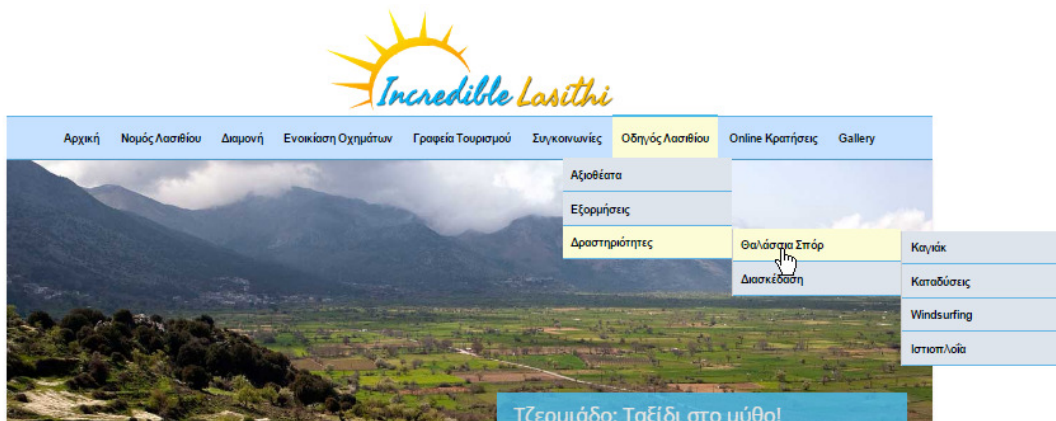 Incredible Lasithi
Αρχική Νομός Λασιθίου Διαμονή Ενοικίαση Οχημάτων Γραφεία Τουρισμού Συγκοινωνίες Οδηγός Λασιθίου Online Κρατήσεις Gallery
Αξιοθέατα
Εξορμήσεις
Δραστηριότητες
Θαλάσσια Σπόρ
Διασκέδαση
Καγιάκ
Καταδύσεις
Windsurfing
Ιστιοπλοΐα
Τζερμιάδο: Ταξίδι στο μύθο!